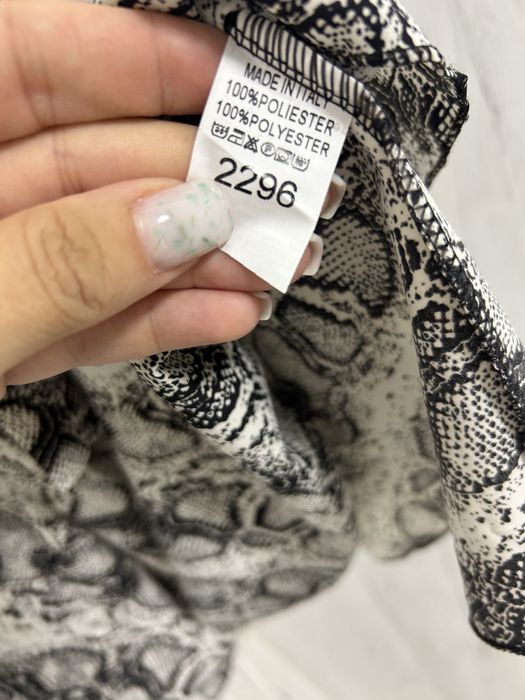 MADE IN ITALY
100%POLIESTER
100%POLYESTER
2296